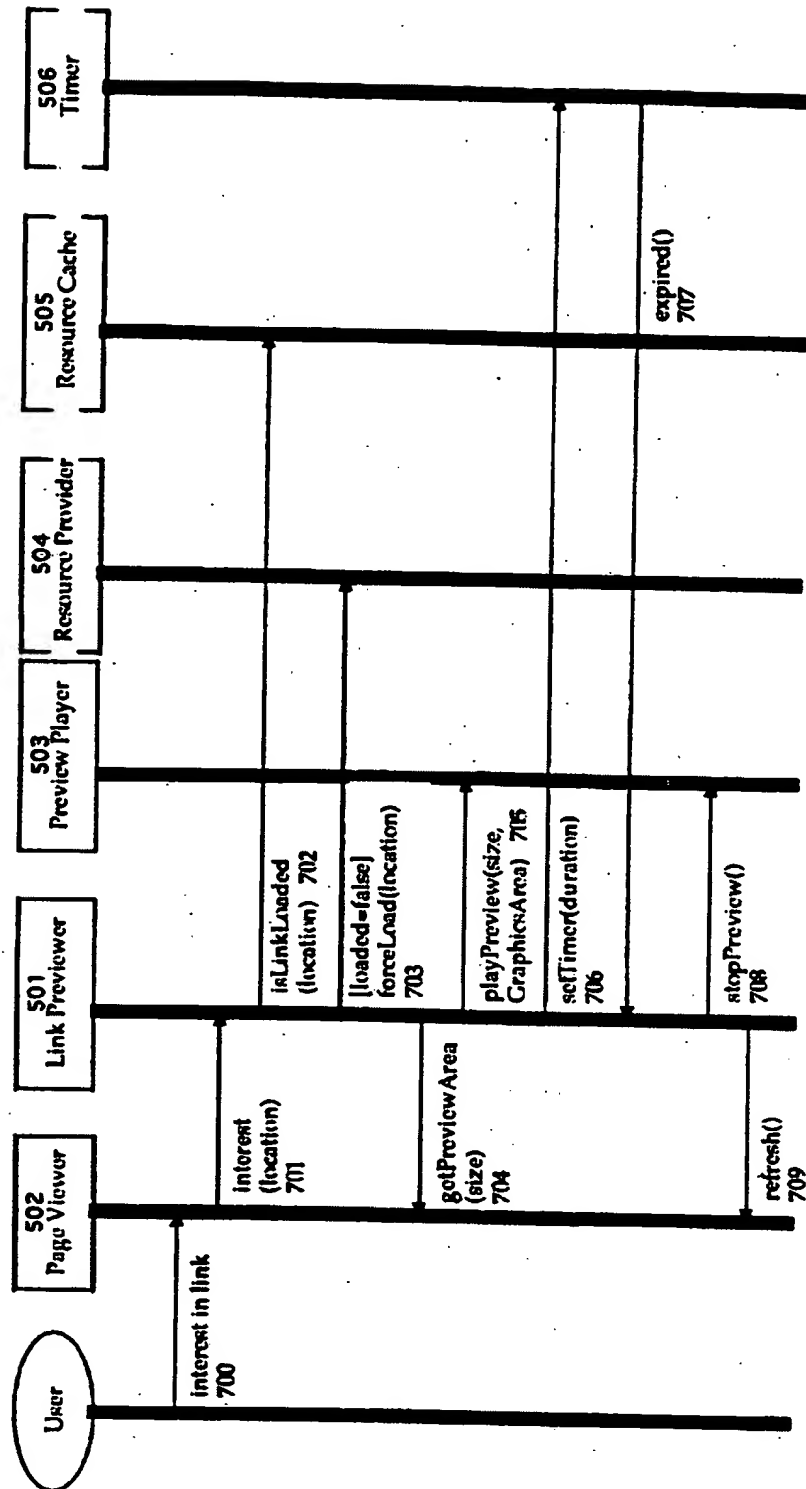 User
502
Page Viewer
501
Link Previewer
503
Preview Player
504
Resource Provider
505
Resource Cache
506
Timer
interest in link
700
interest
(location)
701
isLinkLoaded
(location) 702
[loaded=false]
forceLoad(location)
703
getPreviewArea
(size)
704
playPreview(size,
GraphicsArea) 705
setTimer(duration)
706
expired()
707
stopPreview()
708
refresh()
709